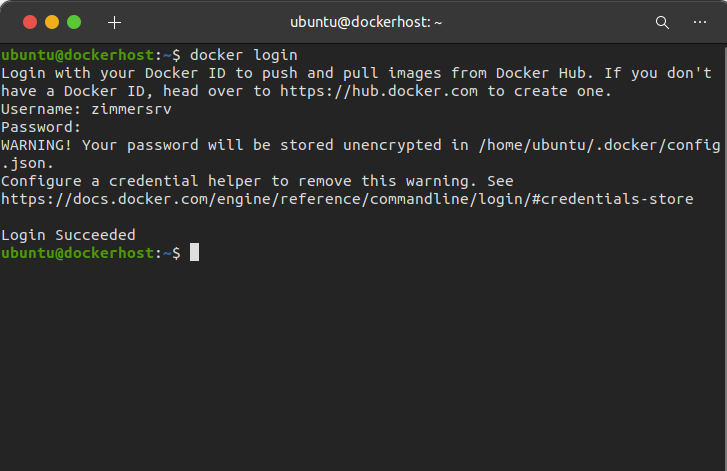 ubuntu@dockerhost: ~
ubuntu@dockerhost:~$ docker login
Login with your Docker ID to push and pull images from Docker Hub. If you don't
have a Docker ID, head over to https://hub.docker.com to create one.
Username: zimmersrv
Password:
WARNING! Your password will be stored unencrypted in /home/ubuntu/.docker/config
.json.
Configure a credential helper to remove this warning. See
https://docs.docker.com/engine/reference/commandline/login/#credentials-store
Login Succeeded
ubuntu@dockerhost:~$